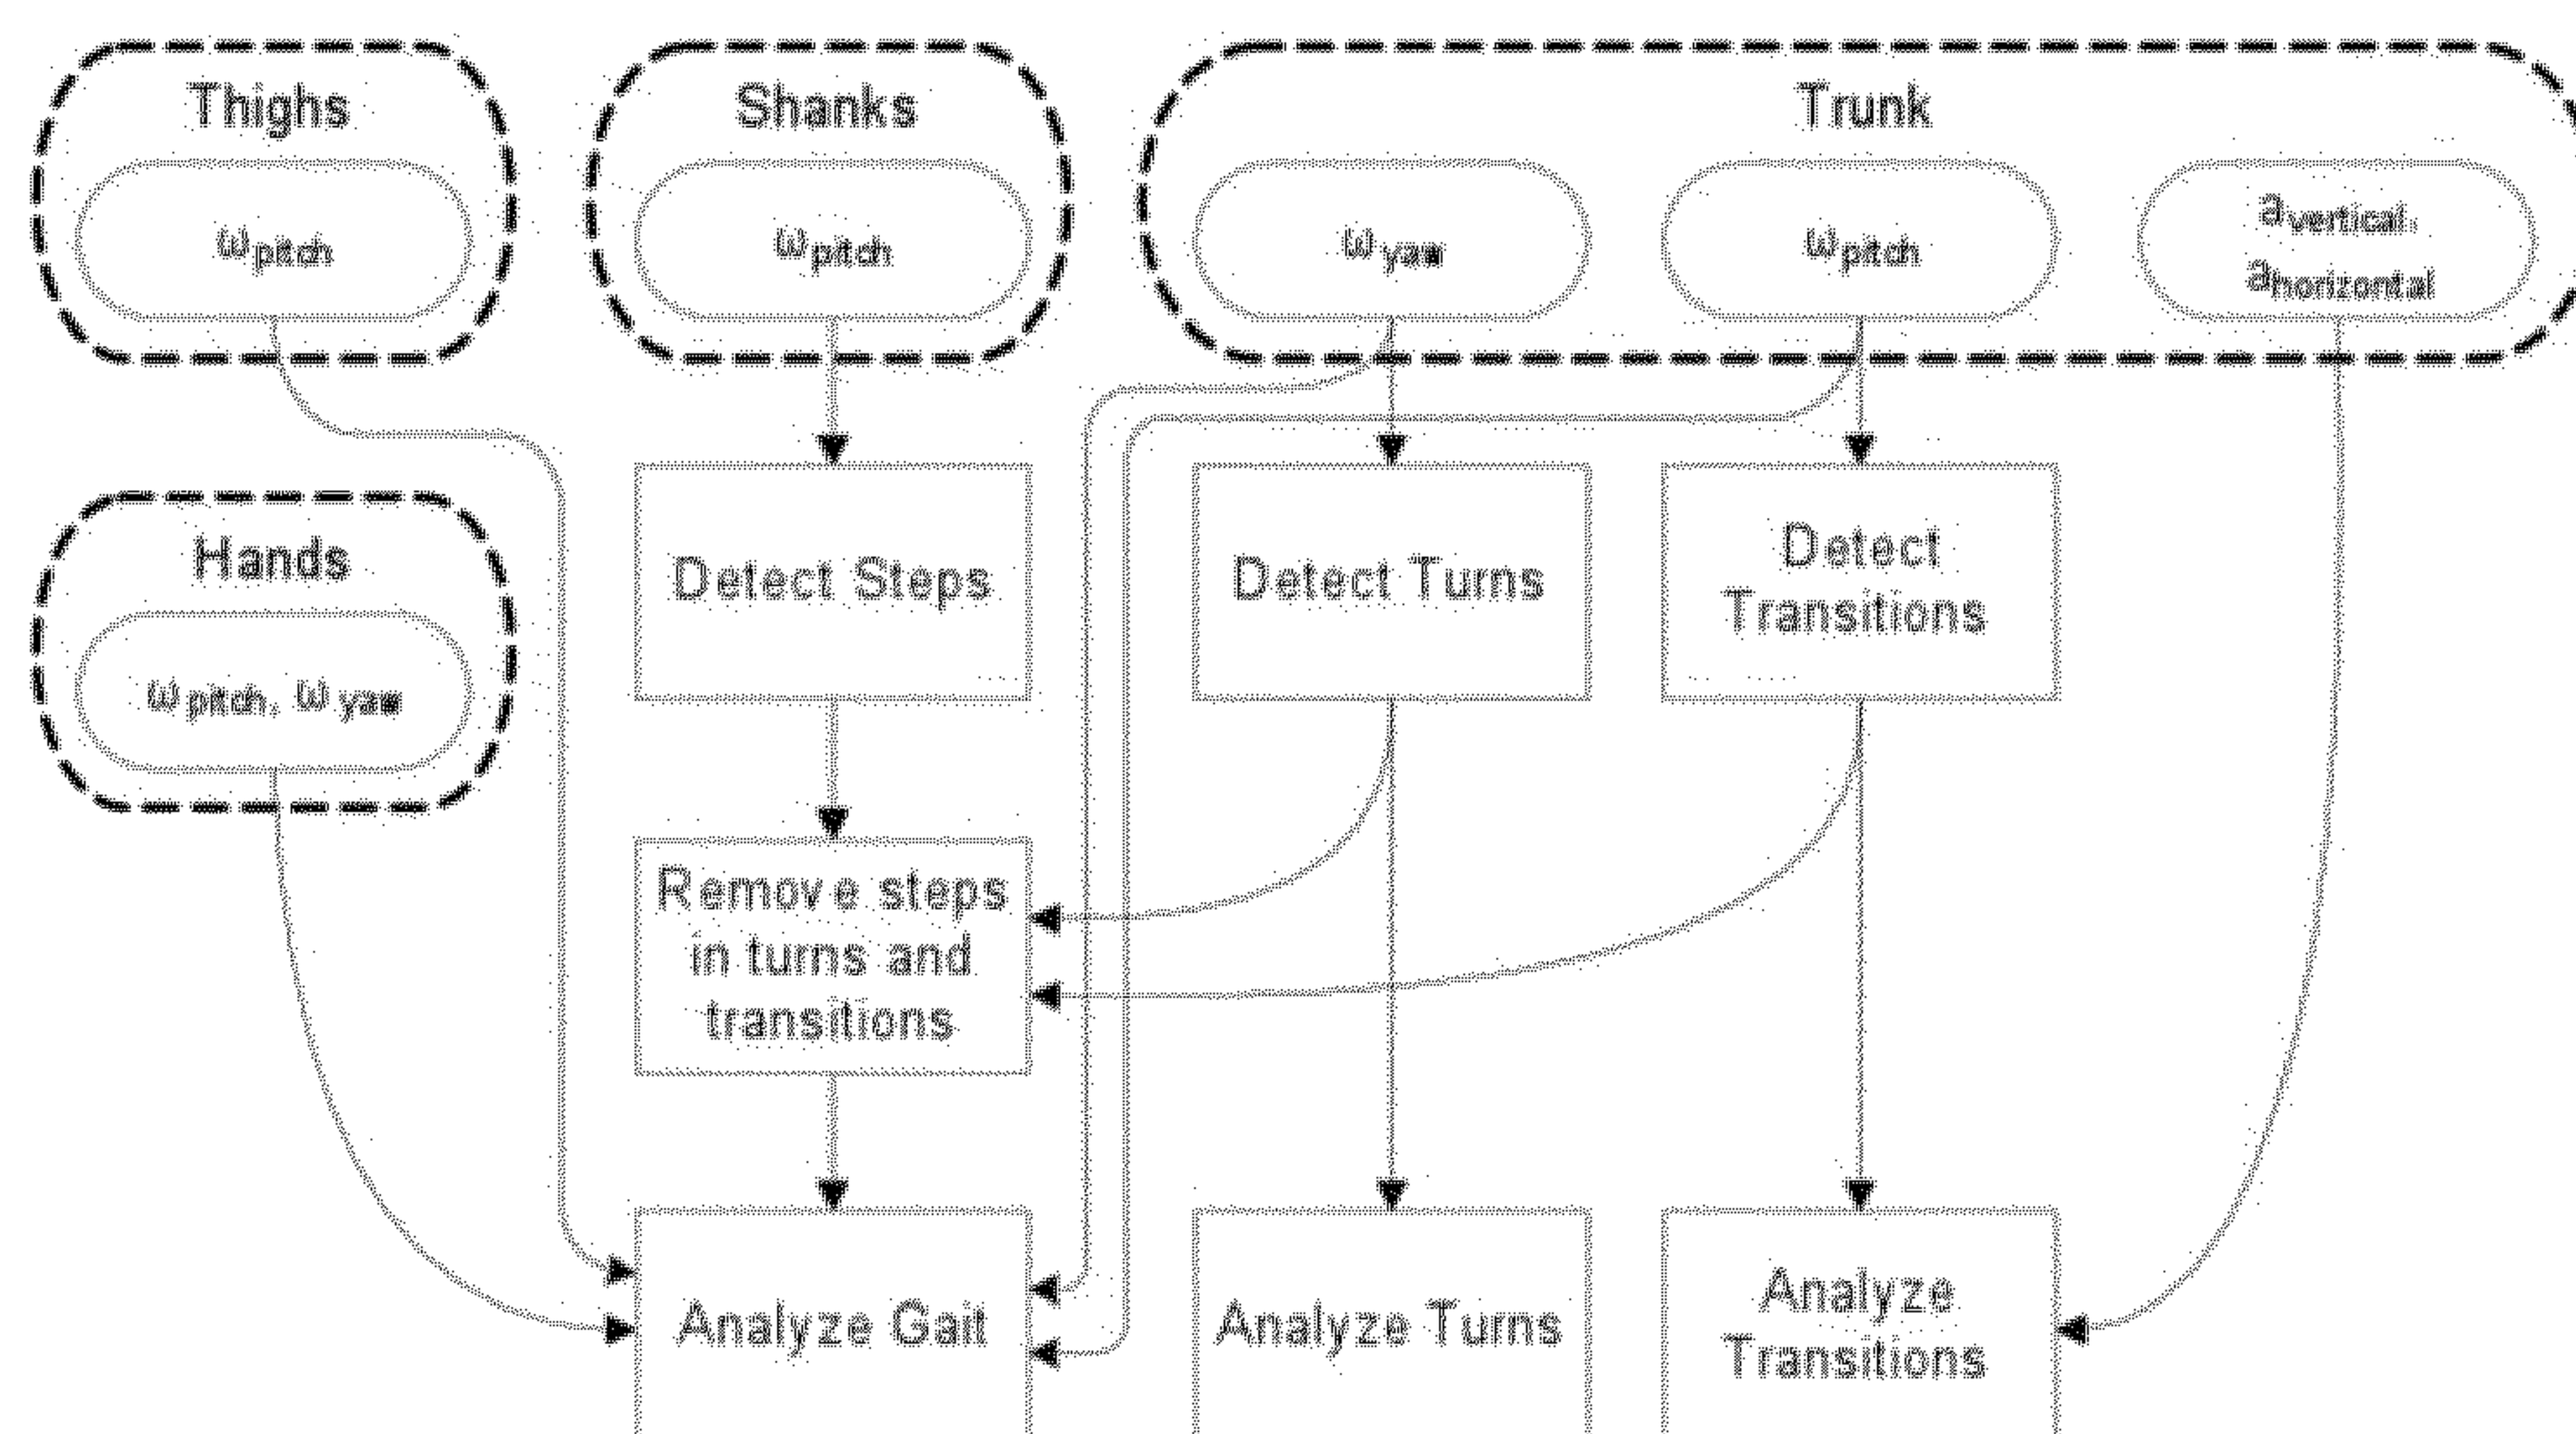 Thighs
ωpitch
Shanks
ωpitch
Trunk
ωyaw
ωpitch
avertical,
ahorizontal
Hands
ωpitch, ωyaw
Detect Steps
Detect Turns
Detect
Transitions
Remove steps
in turns and
transitions
Analyze Gait
Analyze Turns
Analyze
Transitions